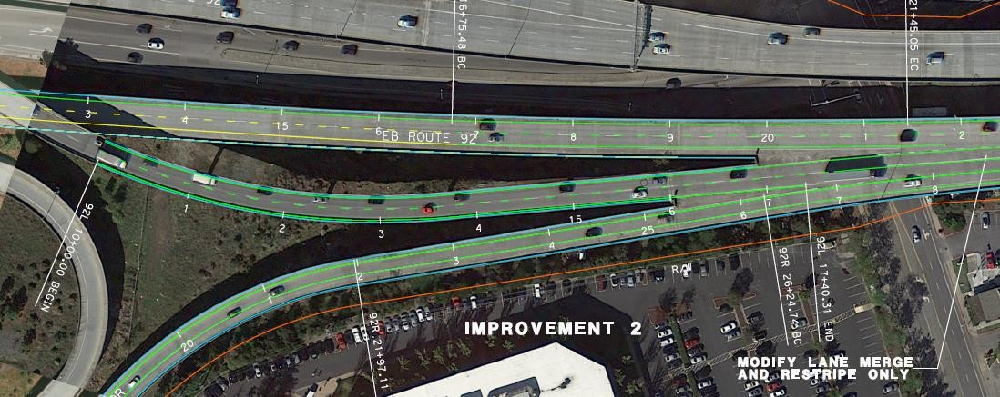 16+75.48 BC
21+45.05 EC
3
4
15
6
EB ROUTE 92
8
9
20
1
2
1
2
3
4
15
6
7
92L 10+00.00 BEGIN
20
1
2
3
4
25
6
7
8
R/W
92R 21+97.11
92R 26+24.74 BC
92L 17+40.31 END
IMPROVEMENT 2
MODIFY LANE MERGE
AND RESTRIPE ONLY